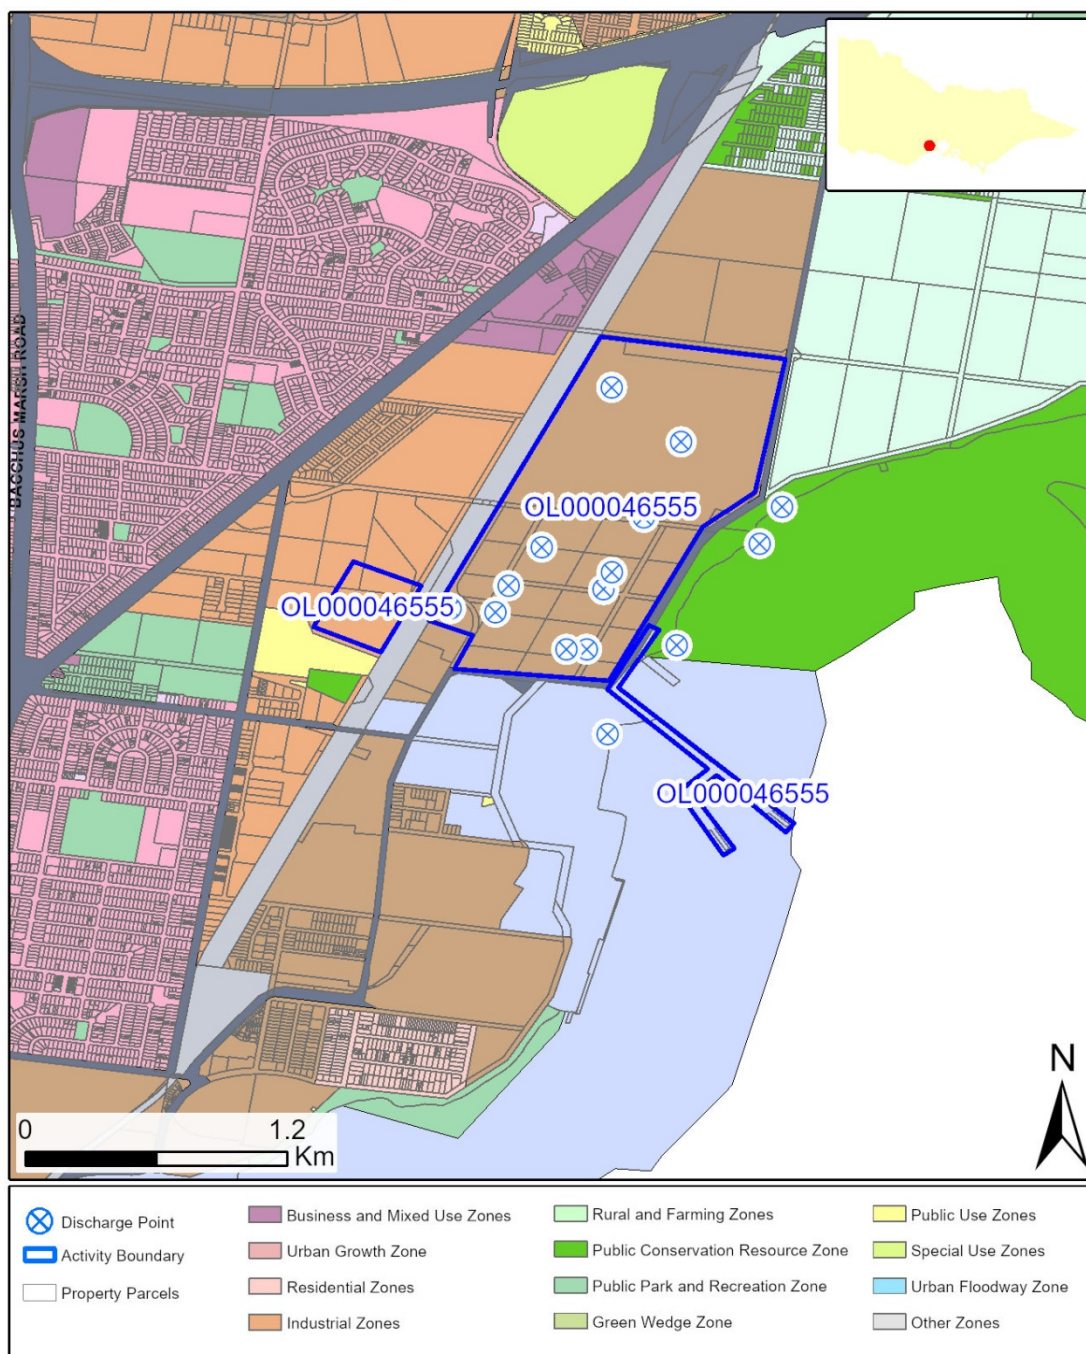 BACCHUS MARSH ROAD
OL000046555
OL000046555
OL000046555
N
0 1.2
Km
Discharge Point
Activity Boundary
Property Parcels
Business and Mixed Use Zones
Urban Growth Zone
Residential Zones
Industrial Zones
Rural and Farming Zones
Public Conservation Resource Zone
Public Park and Recreation Zone
Green Wedge Zone
Public Use Zones
Special Use Zones
Urban Floodway Zone
Other Zones